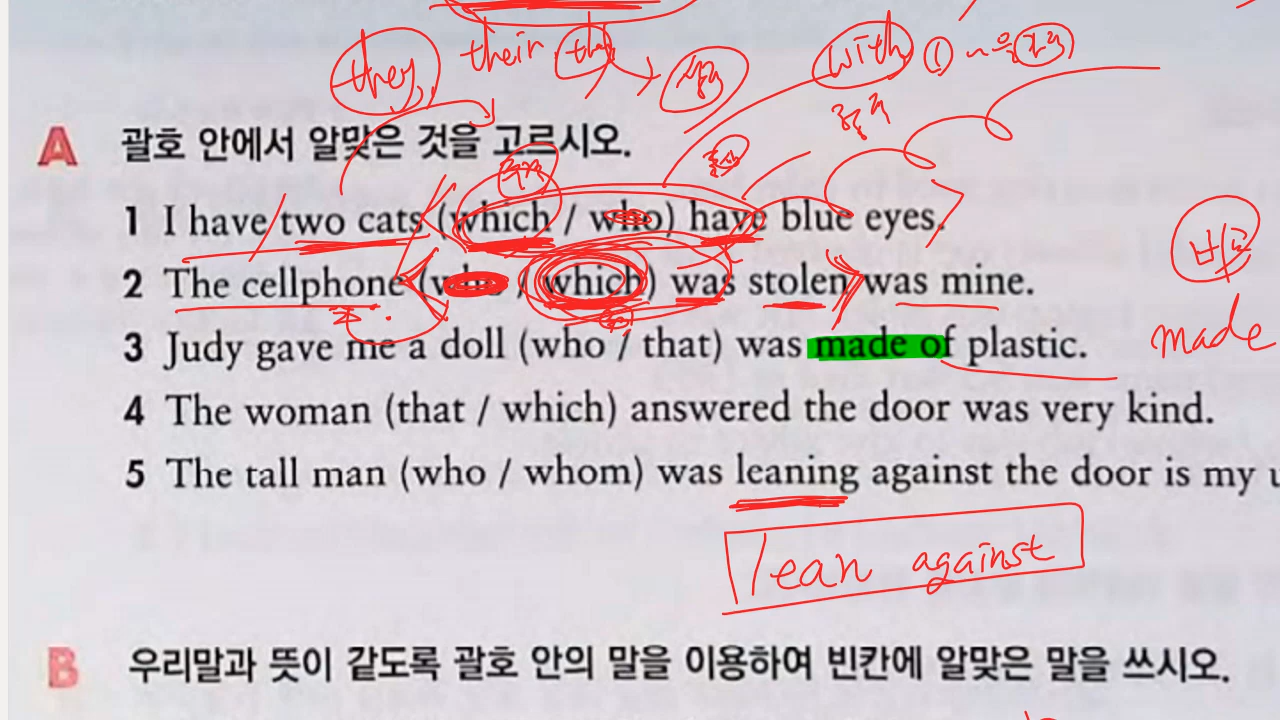 they, their
with ① ~을
A 괄호 안에서 알맞은 것을 고르시오.
1 I have two cats (which / who) have blue eyes.
2 The cellphone (who / which) was stolen was mine.
3 Judy gave me a doll (who / that) was made of plastic.
made
4 The woman (that / which) answered the door was very kind.
5 The tall man (who / whom) was leaning against the door is my
lean against
B 우리말과 뜻이 같도록 괄호 안의 말을 이용하여 빈칸에 알맞은 말을 쓰시오.